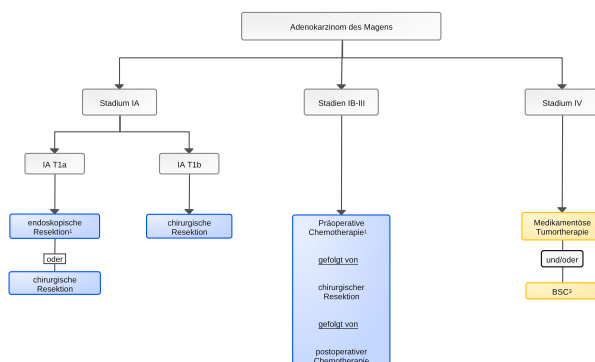 Adenokarzinom des Magens
Stadium IA
Stadien IB-III
Stadium IV
IA T1a
IA T1b
endoskopische
Resektion¹
chirurgische
Resektion
Präoperative
Chemotherapie¹
Medikamentöse
Tumortherapie
oder
gefolgt von
und/oder
chirurgische
Resektion
chirurgischer
Resektion
BSC³
gefolgt von
postoperativer
Chemotherapie